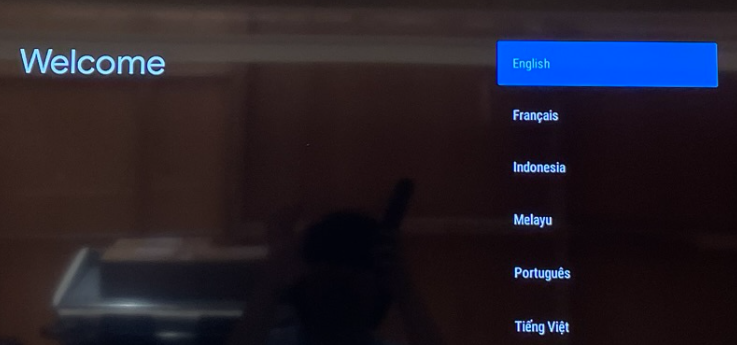 Welcome
English
Français
Indonesia
Melayu
Português
Tiếng Việt